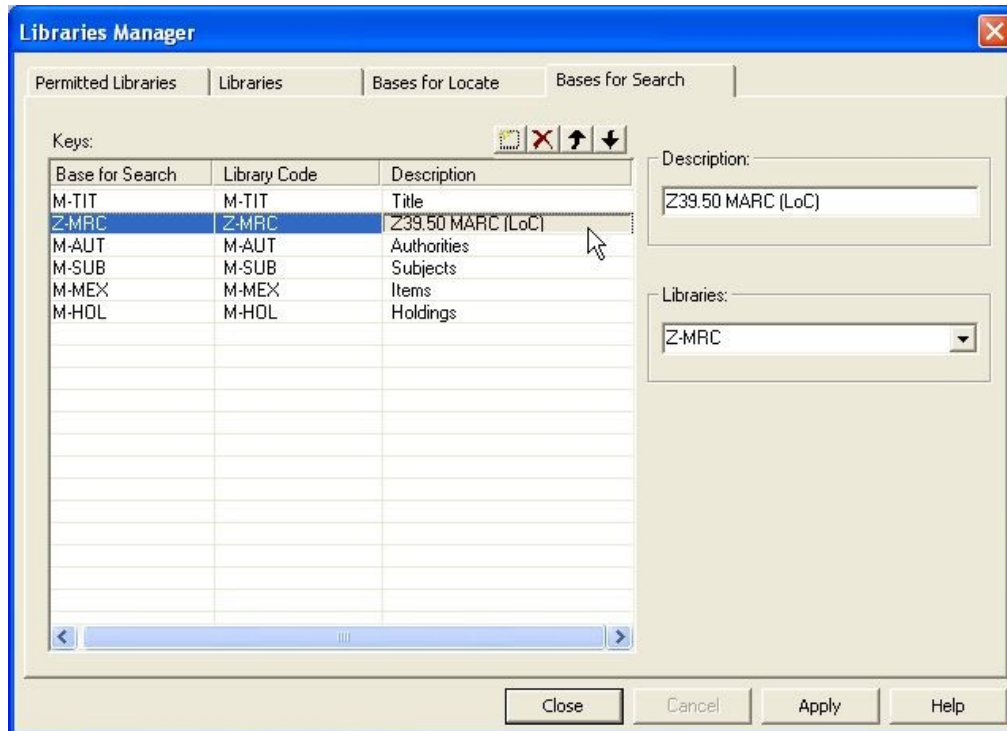 Libraries Manager
Permitted Libraries Libraries Bases for Locate Bases for Search
Keys:
Base for Search Library Code Description
M-TIT M-TIT Title
Z-MRC Z-MRC Z39.50 MARC (LoC)
M-AUT M-AUT Authorities
M-SUB M-SUB Subjects
M-MEX M-MEX Items
M-HOL M-HOL Holdings
Description:
Z39.50 MARC (LoC)
Libraries:
Z-MRC
Close Cancel Apply Help